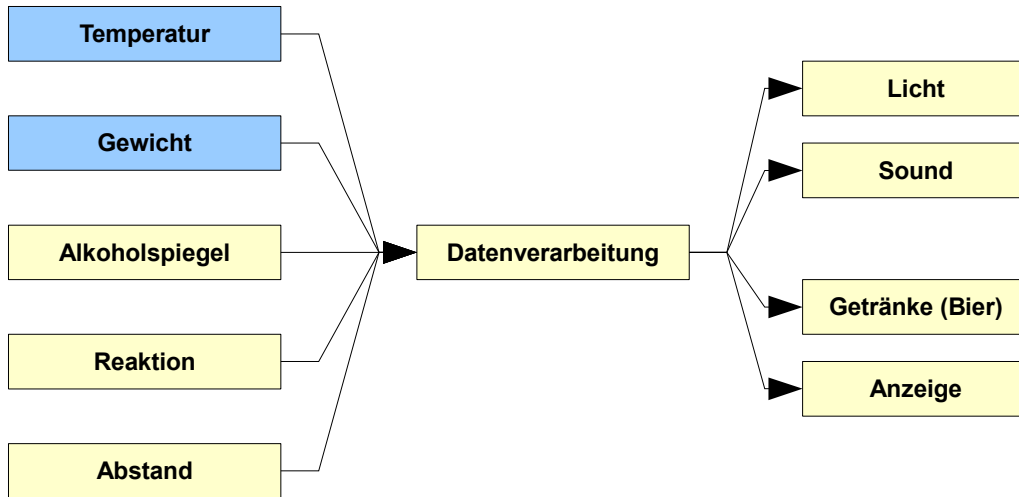 Temperatur
Gewicht
Alkoholspiegel
Reaktion
Abstand
Datenverarbeitung
Licht
Sound
Getränke (Bier)
Anzeige